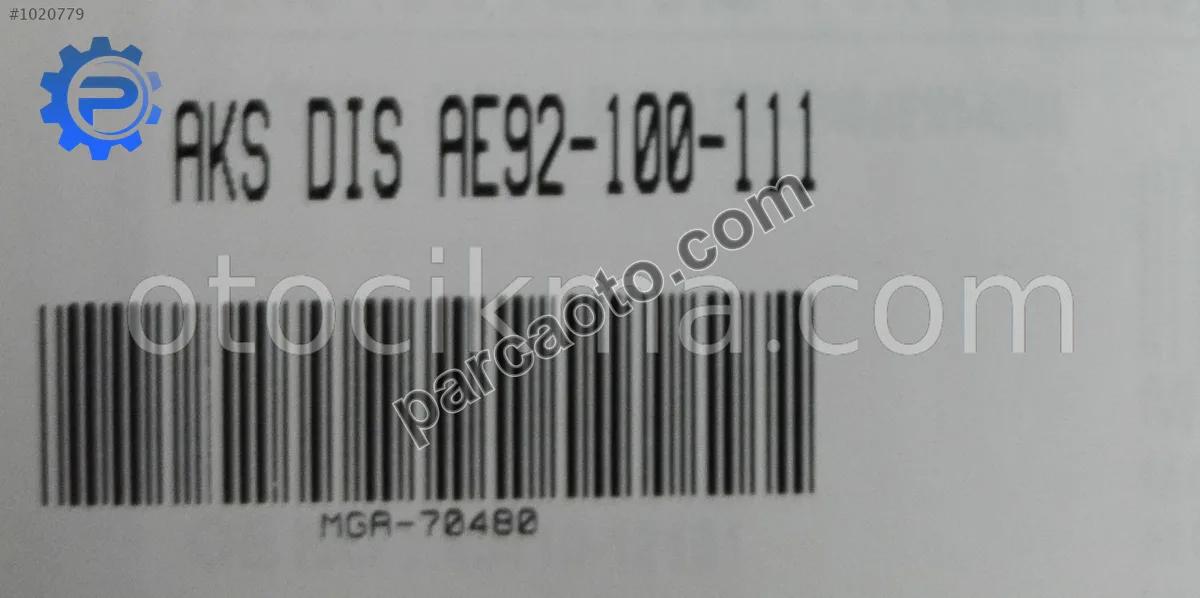 #1020779
AKS DIS AE92-100-111
otocikma.com
parcaoto.com
MGA-70480